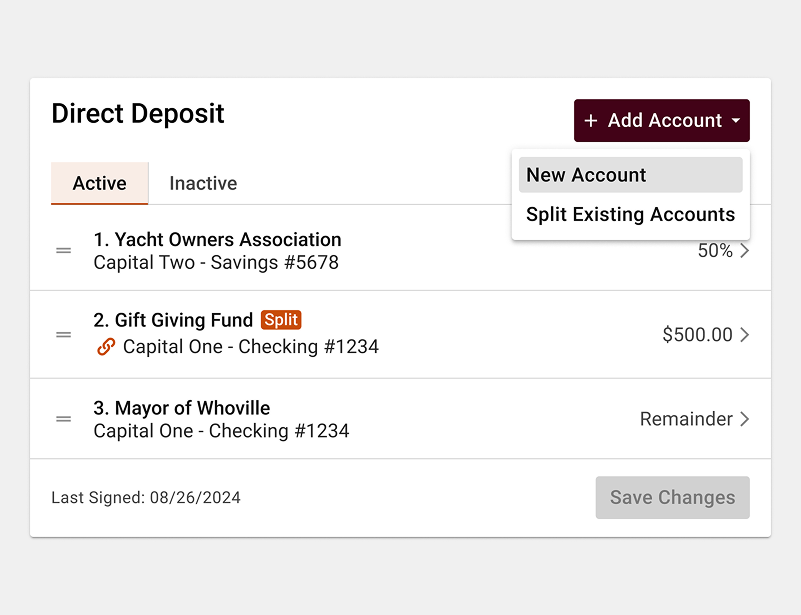 Direct Deposit
+ Add Account
New Account
Split Existing Accounts
Active
Inactive
1. Yacht Owners Association
Capital Two - Savings #5678
50%
2. Gift Giving Fund Split
Capital One - Checking #1234
$500.00
3. Mayor of Whoville
Capital One - Checking #1234
Remainder
Last Signed: 08/26/2024
Save Changes